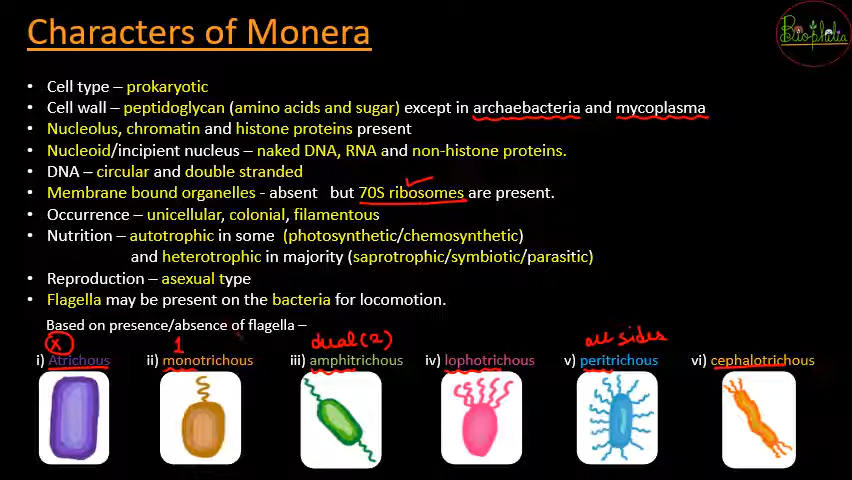 Characters of Monera
Biophilia
• Cell type – prokaryotic
• Cell wall – peptidoglycan (amino acids and sugar) except in archaebacteria and mycoplasma
• Nucleolus, chromatin and histone proteins present
• Nucleoid/incipient nucleus – naked DNA, RNA and non-histone proteins.
• DNA – circular and double stranded
• Membrane bound organelles - absent but 70S ribosomes are present.
• Occurrence – unicellular, colonial, filamentous
• Nutrition – autotrophic in some (photosynthetic/chemosynthetic)
and heterotrophic in majority (saprotrophic/symbiotic/parasitic)
• Reproduction – asexual type
• Flagella may be present on the bacteria for locomotion.
Based on presence/absence of flagella –
x 1 dual(2) all sides
i) Atrichous ii) monotrichous iii) amphitrichous iv) lophotrichous v) peritrichous vi) cephalotrichous